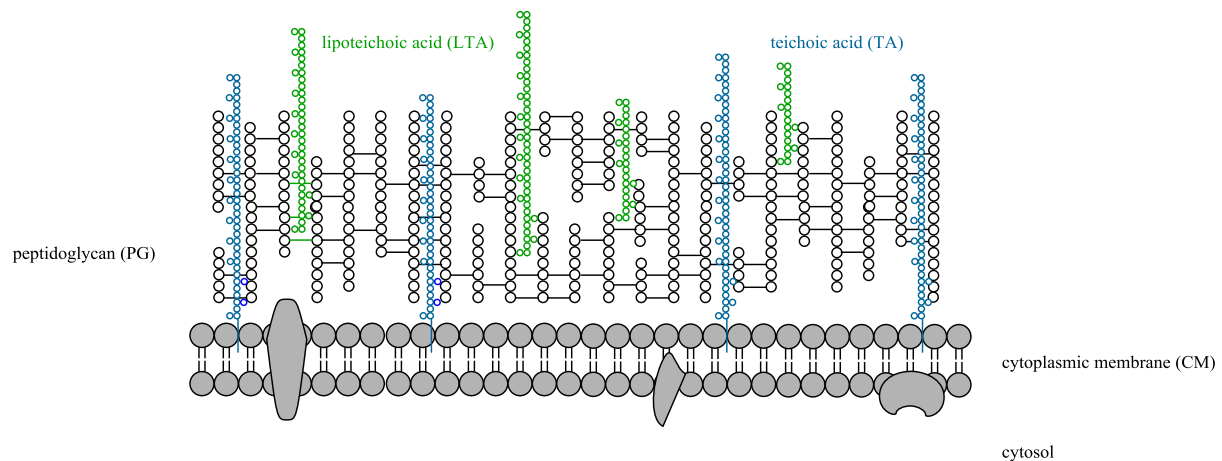 lipoteichoic acid (LTA)
teichoic acid (TA)
peptidoglycan (PG)
cytoplasmic membrane (CM)
cytosol